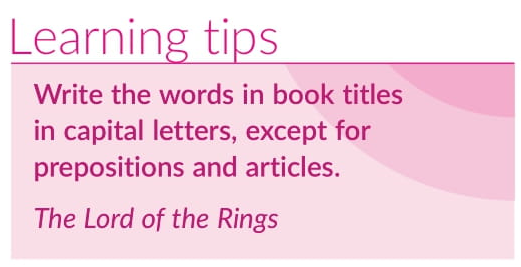 Learning tips
Write the words in book titles
in capital letters, except for
prepositions and articles.
The Lord of the Rings